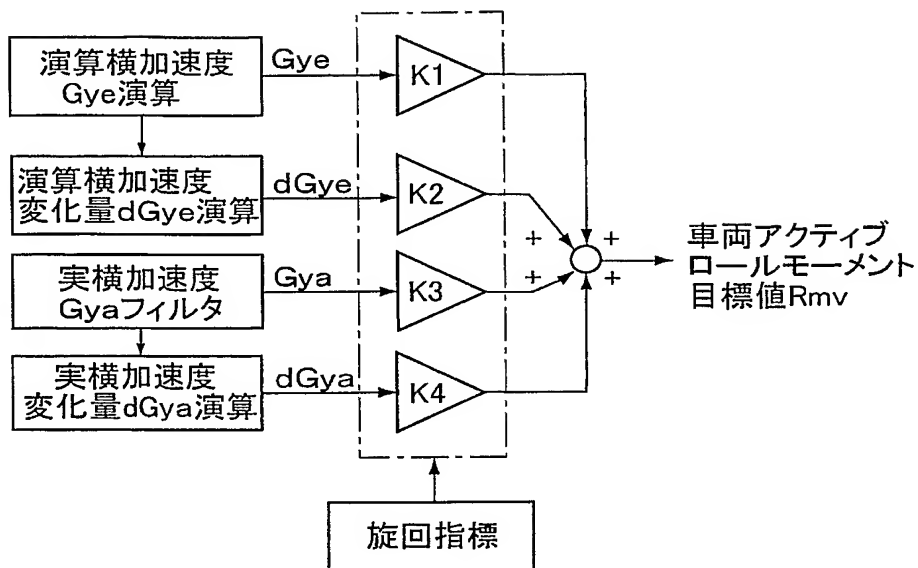 演算横加速度
Gye演算
Gye
K1
演算横加速度
変化量dGye演算
dGye
K2
実横加速度
Gyaフィルタ
Gya
K3
実横加速度
変化量dGya演算
dGya
K4
+ +
+ +
車両アクティブ
ロールモーメント
目標値Rmv
旋回指標